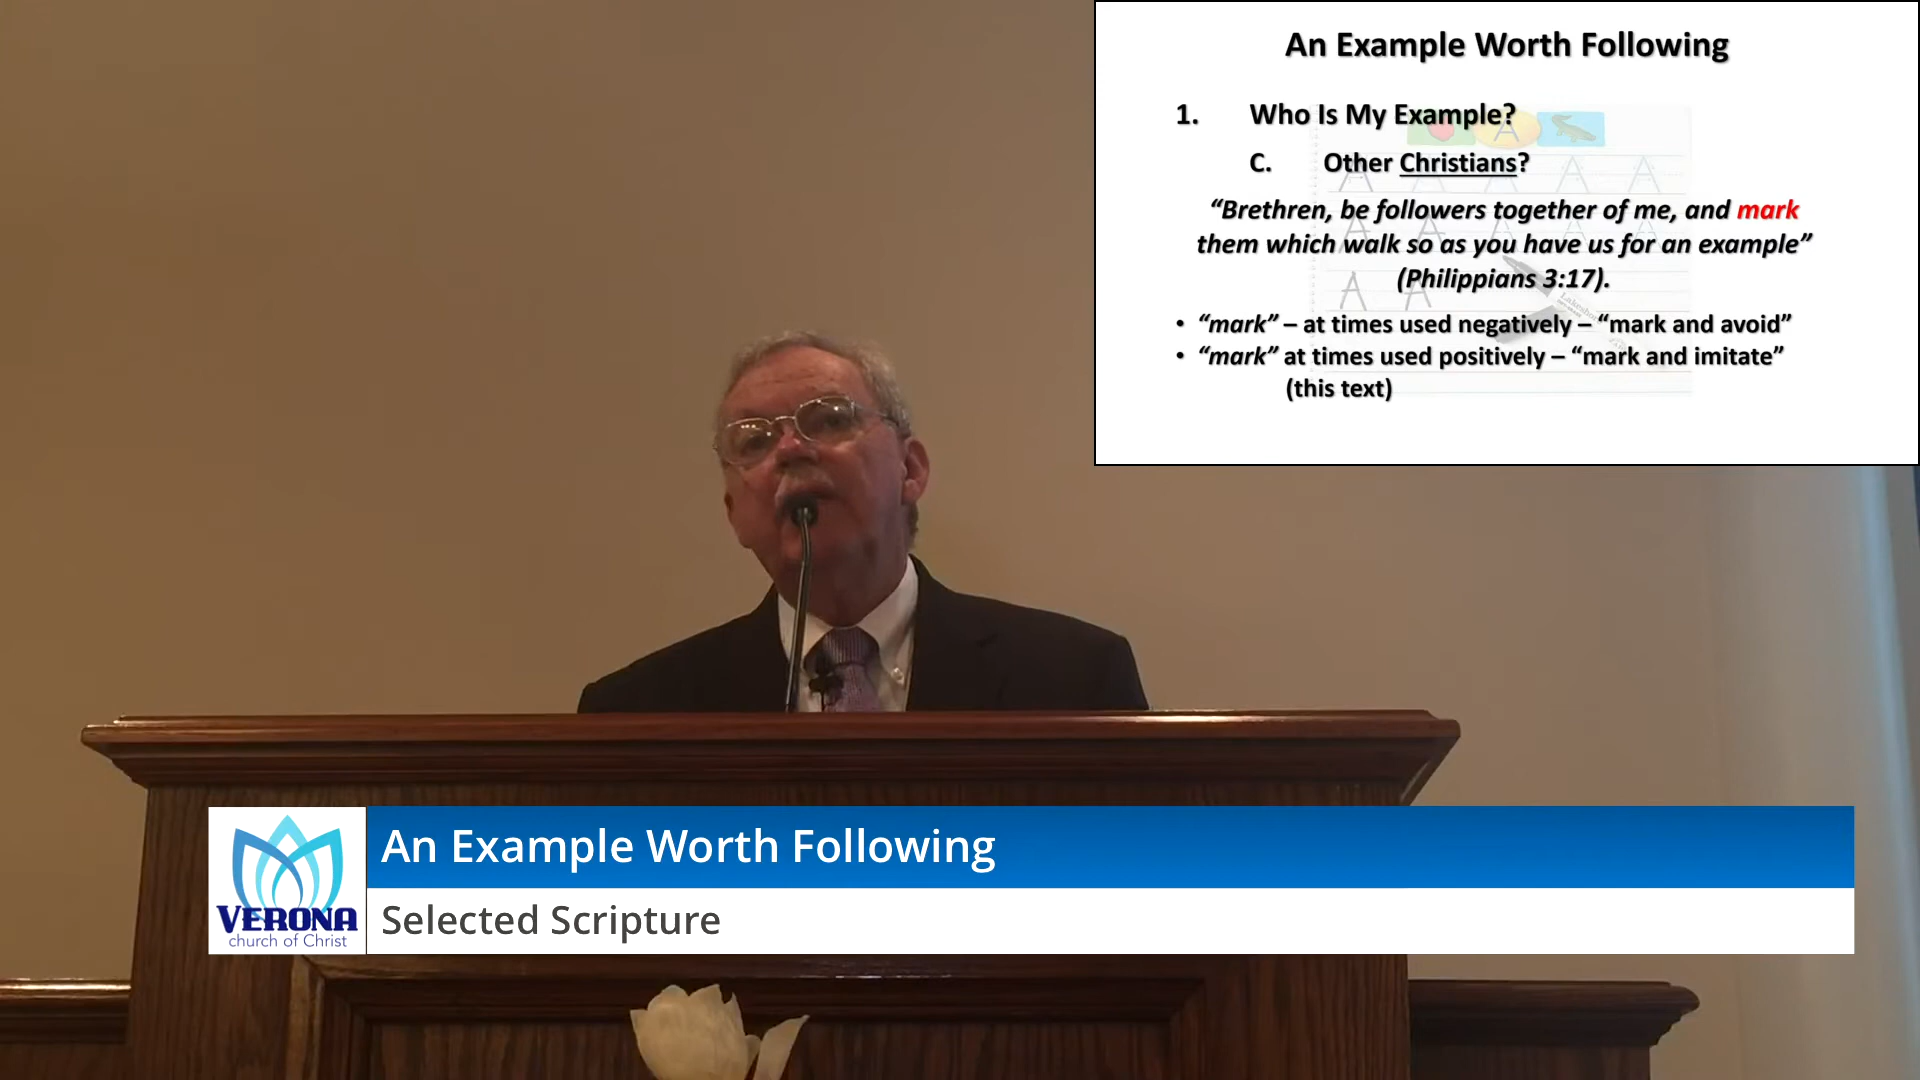 An Example Worth Following
1. Who Is My Example?
C. Other Christians?
“Brethren, be followers together of me, and mark
them which walk so as you have us for an example”
(Philippians 3:17).
• “mark” – at times used negatively – “mark and avoid”
• “mark” at times used positively – “mark and imitate”
(this text)
A
A A A A A
A A A A A
A A
Lakeshore
An Example Worth Following
VERONA
church of Christ
Selected Scripture